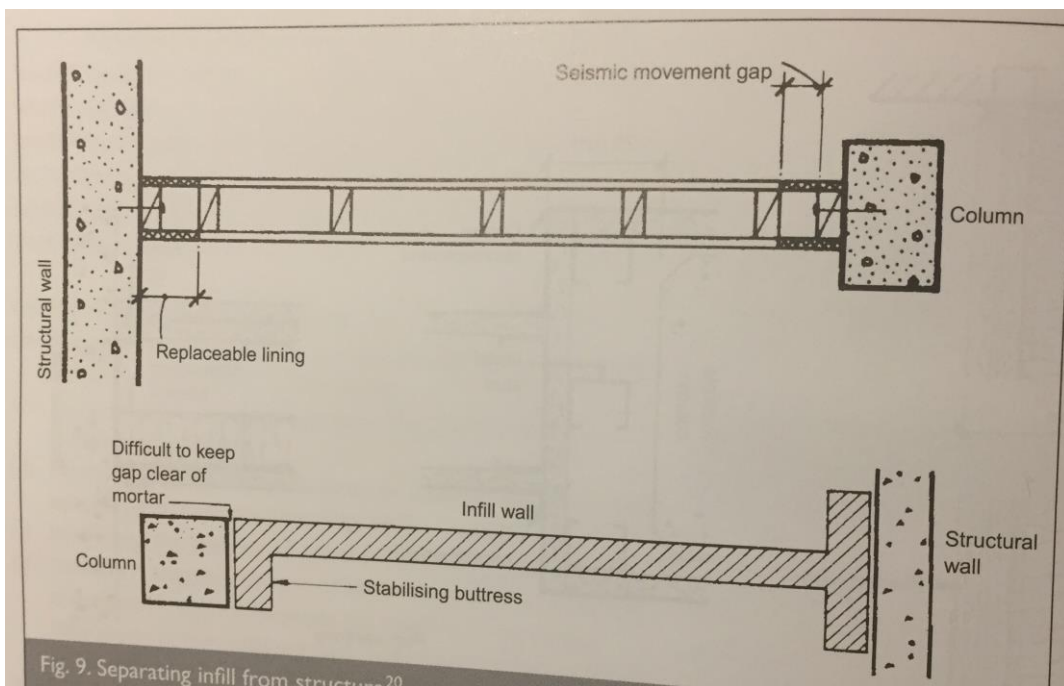 Seismic movement gap
Column
Structural wall
Replaceable lining
Difficult to keep
gap clear of
mortar
Infill wall
Column
Structural
wall
Stabilising buttress
Fig. 9. Separating infill from structure20